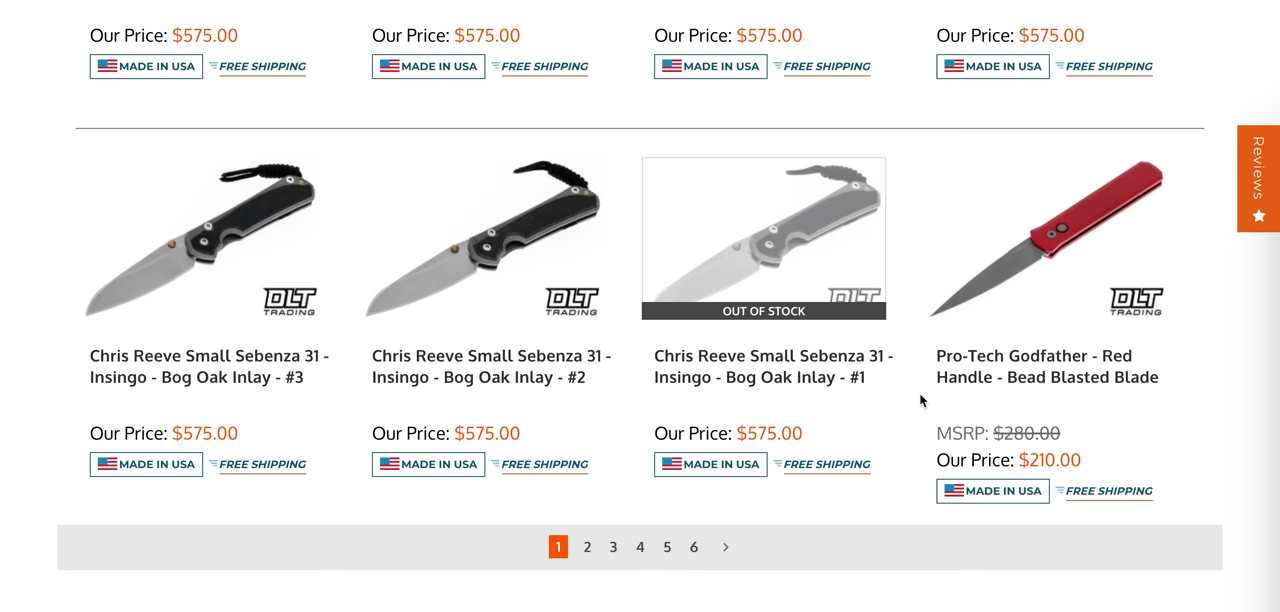 Our Price: $575.00 Our Price: $575.00 Our Price: $575.00 Our Price: $575.00
MADE IN USA FREE SHIPPING MADE IN USA FREE SHIPPING MADE IN USA FREE SHIPPING MADE IN USA FREE SHIPPING
Reviews
DLT TRADING
DLT TRADING
OUT OF STOCK
DLT TRADING
Chris Reeve Small Sebenza 31 -
Insingo - Bog Oak Inlay - #3
Our Price: $575.00
MADE IN USA FREE SHIPPING
Chris Reeve Small Sebenza 31 -
Insingo - Bog Oak Inlay - #2
Our Price: $575.00
MADE IN USA FREE SHIPPING
Chris Reeve Small Sebenza 31 -
Insingo - Bog Oak Inlay - #1
Our Price: $575.00
MADE IN USA FREE SHIPPING
Pro-Tech Godfather - Red
Handle - Bead Blasted Blade
MSRP: $280.00
Our Price: $210.00
MADE IN USA FREE SHIPPING
1 2 3 4 5 6 >